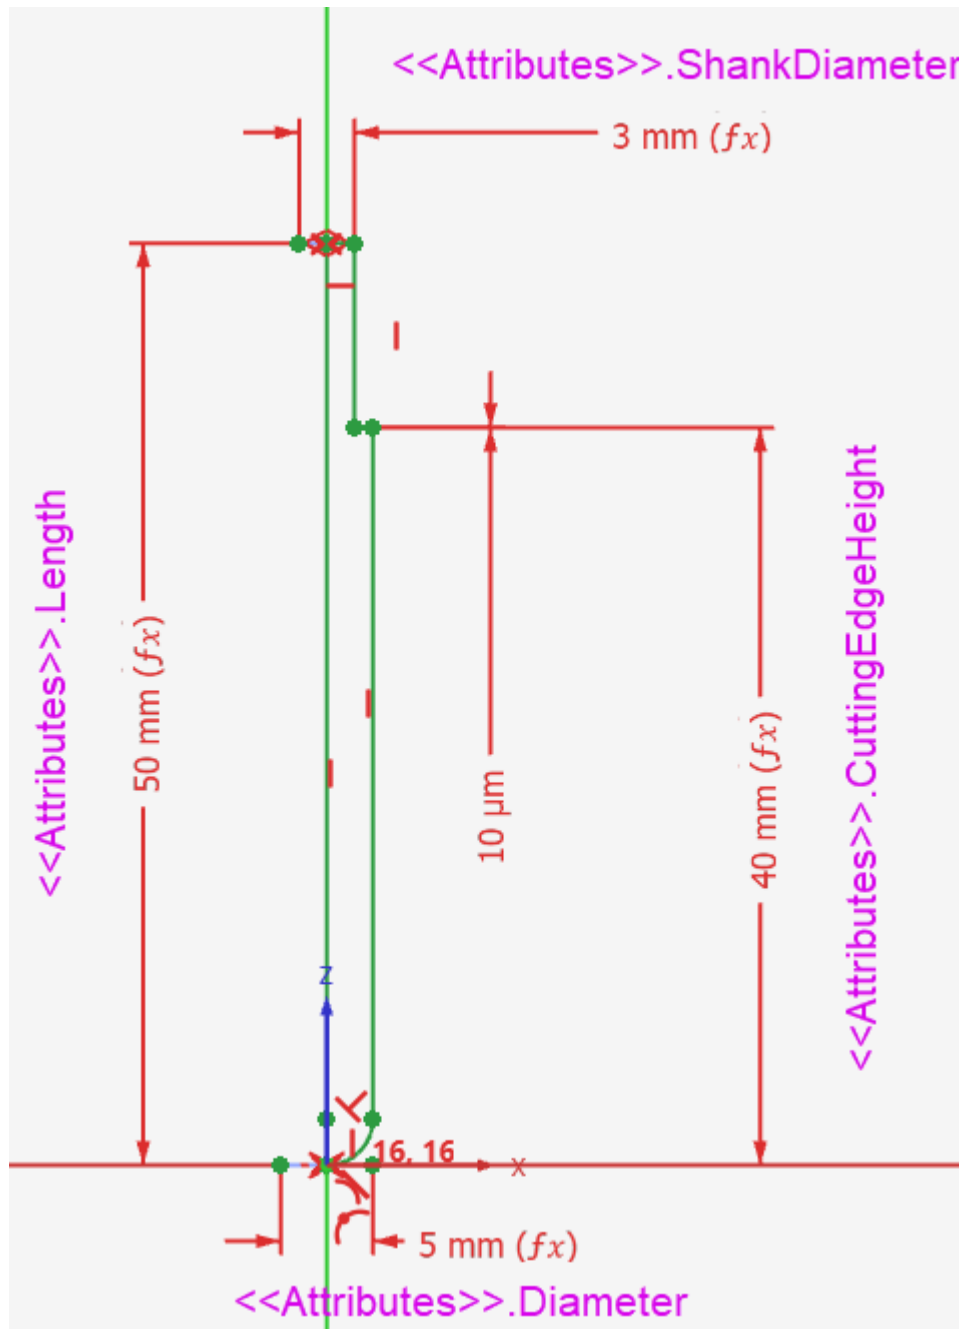 <<Attributes>>.ShankDiameter
3 mm (fx)
<<Attributes>>.Length
50 mm (fx)
10 µm
40 mm (fx)
<<Attributes>>.CuttingEdgeHeight
Z
16, 16
X
5 mm (fx)
<<Attributes>>.Diameter